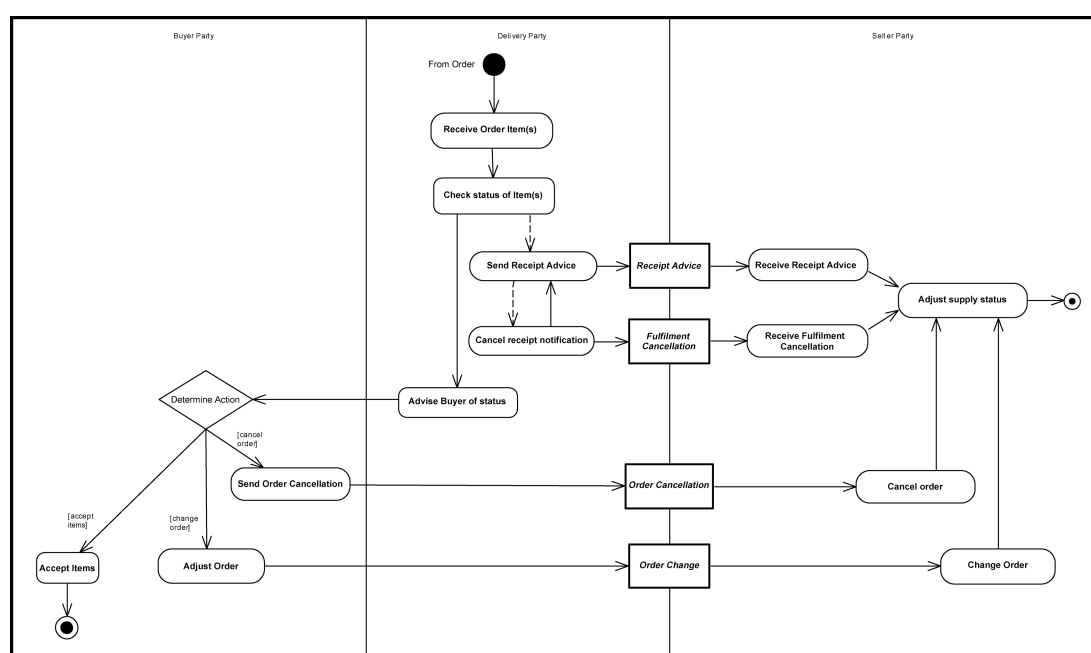 Buyer Party
Delivery Party
Seller Party
From Order
Receive Order Item(s)
Check status of Item(s)
Send Receipt Advice
Receipt Advice
Receive Receipt Advice
Adjust supply status
Cancel receipt notification
Fulfilment
Cancellation
Receive Fulfilment
Cancellation
Determine Action
Advise Buyer of status
[cancel
order]
Send Order Cancellation
Order Cancellation
Cancel order
[accept
items]
[change
order]
Accept Items
Adjust Order
Order Change
Change Order